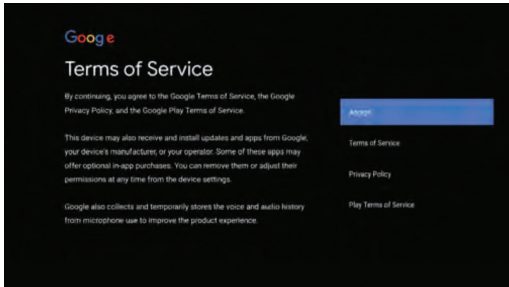 Google
Terms of Service
By continuing, you agree to the Google Terms of Service, the Google
Privacy Policy, and the Google Play Terms of Service.
This device may also receive and install updates and apps from Google,
your device's manufacturer, or your operator. Some of these apps may
offer optional in-app purchases. You can remove them or adjust their
permissions at any time from the device settings.
Google also collects and temporarily stores the voice and audio history
from microphone use to improve the product experience.
Accept
Terms of Service
Privacy Policy
Play Terms of Service